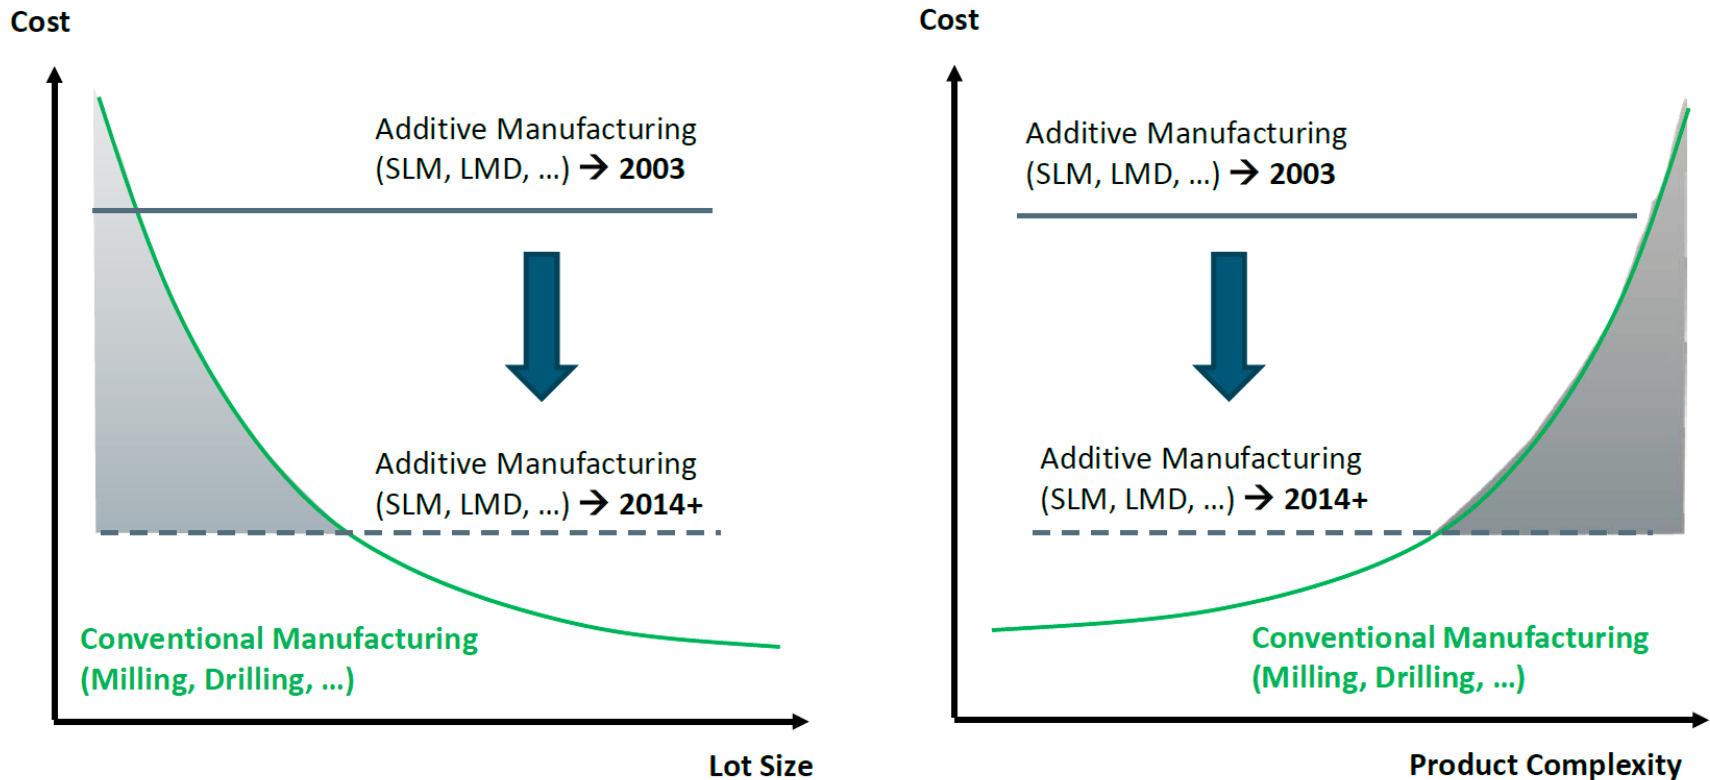 Cost
Additive Manufacturing
(SLM, LMD, ...) → 2003
Additive Manufacturing
(SLM, LMD, ...) → 2014+
Conventional Manufacturing
(Milling, Drilling, ...)
Lot Size
Cost
Additive Manufacturing
(SLM, LMD, ...) → 2003
Additive Manufacturing
(SLM, LMD, ...) → 2014+
Conventional Manufacturing
(Milling, Drilling, ...)
Product Complexity